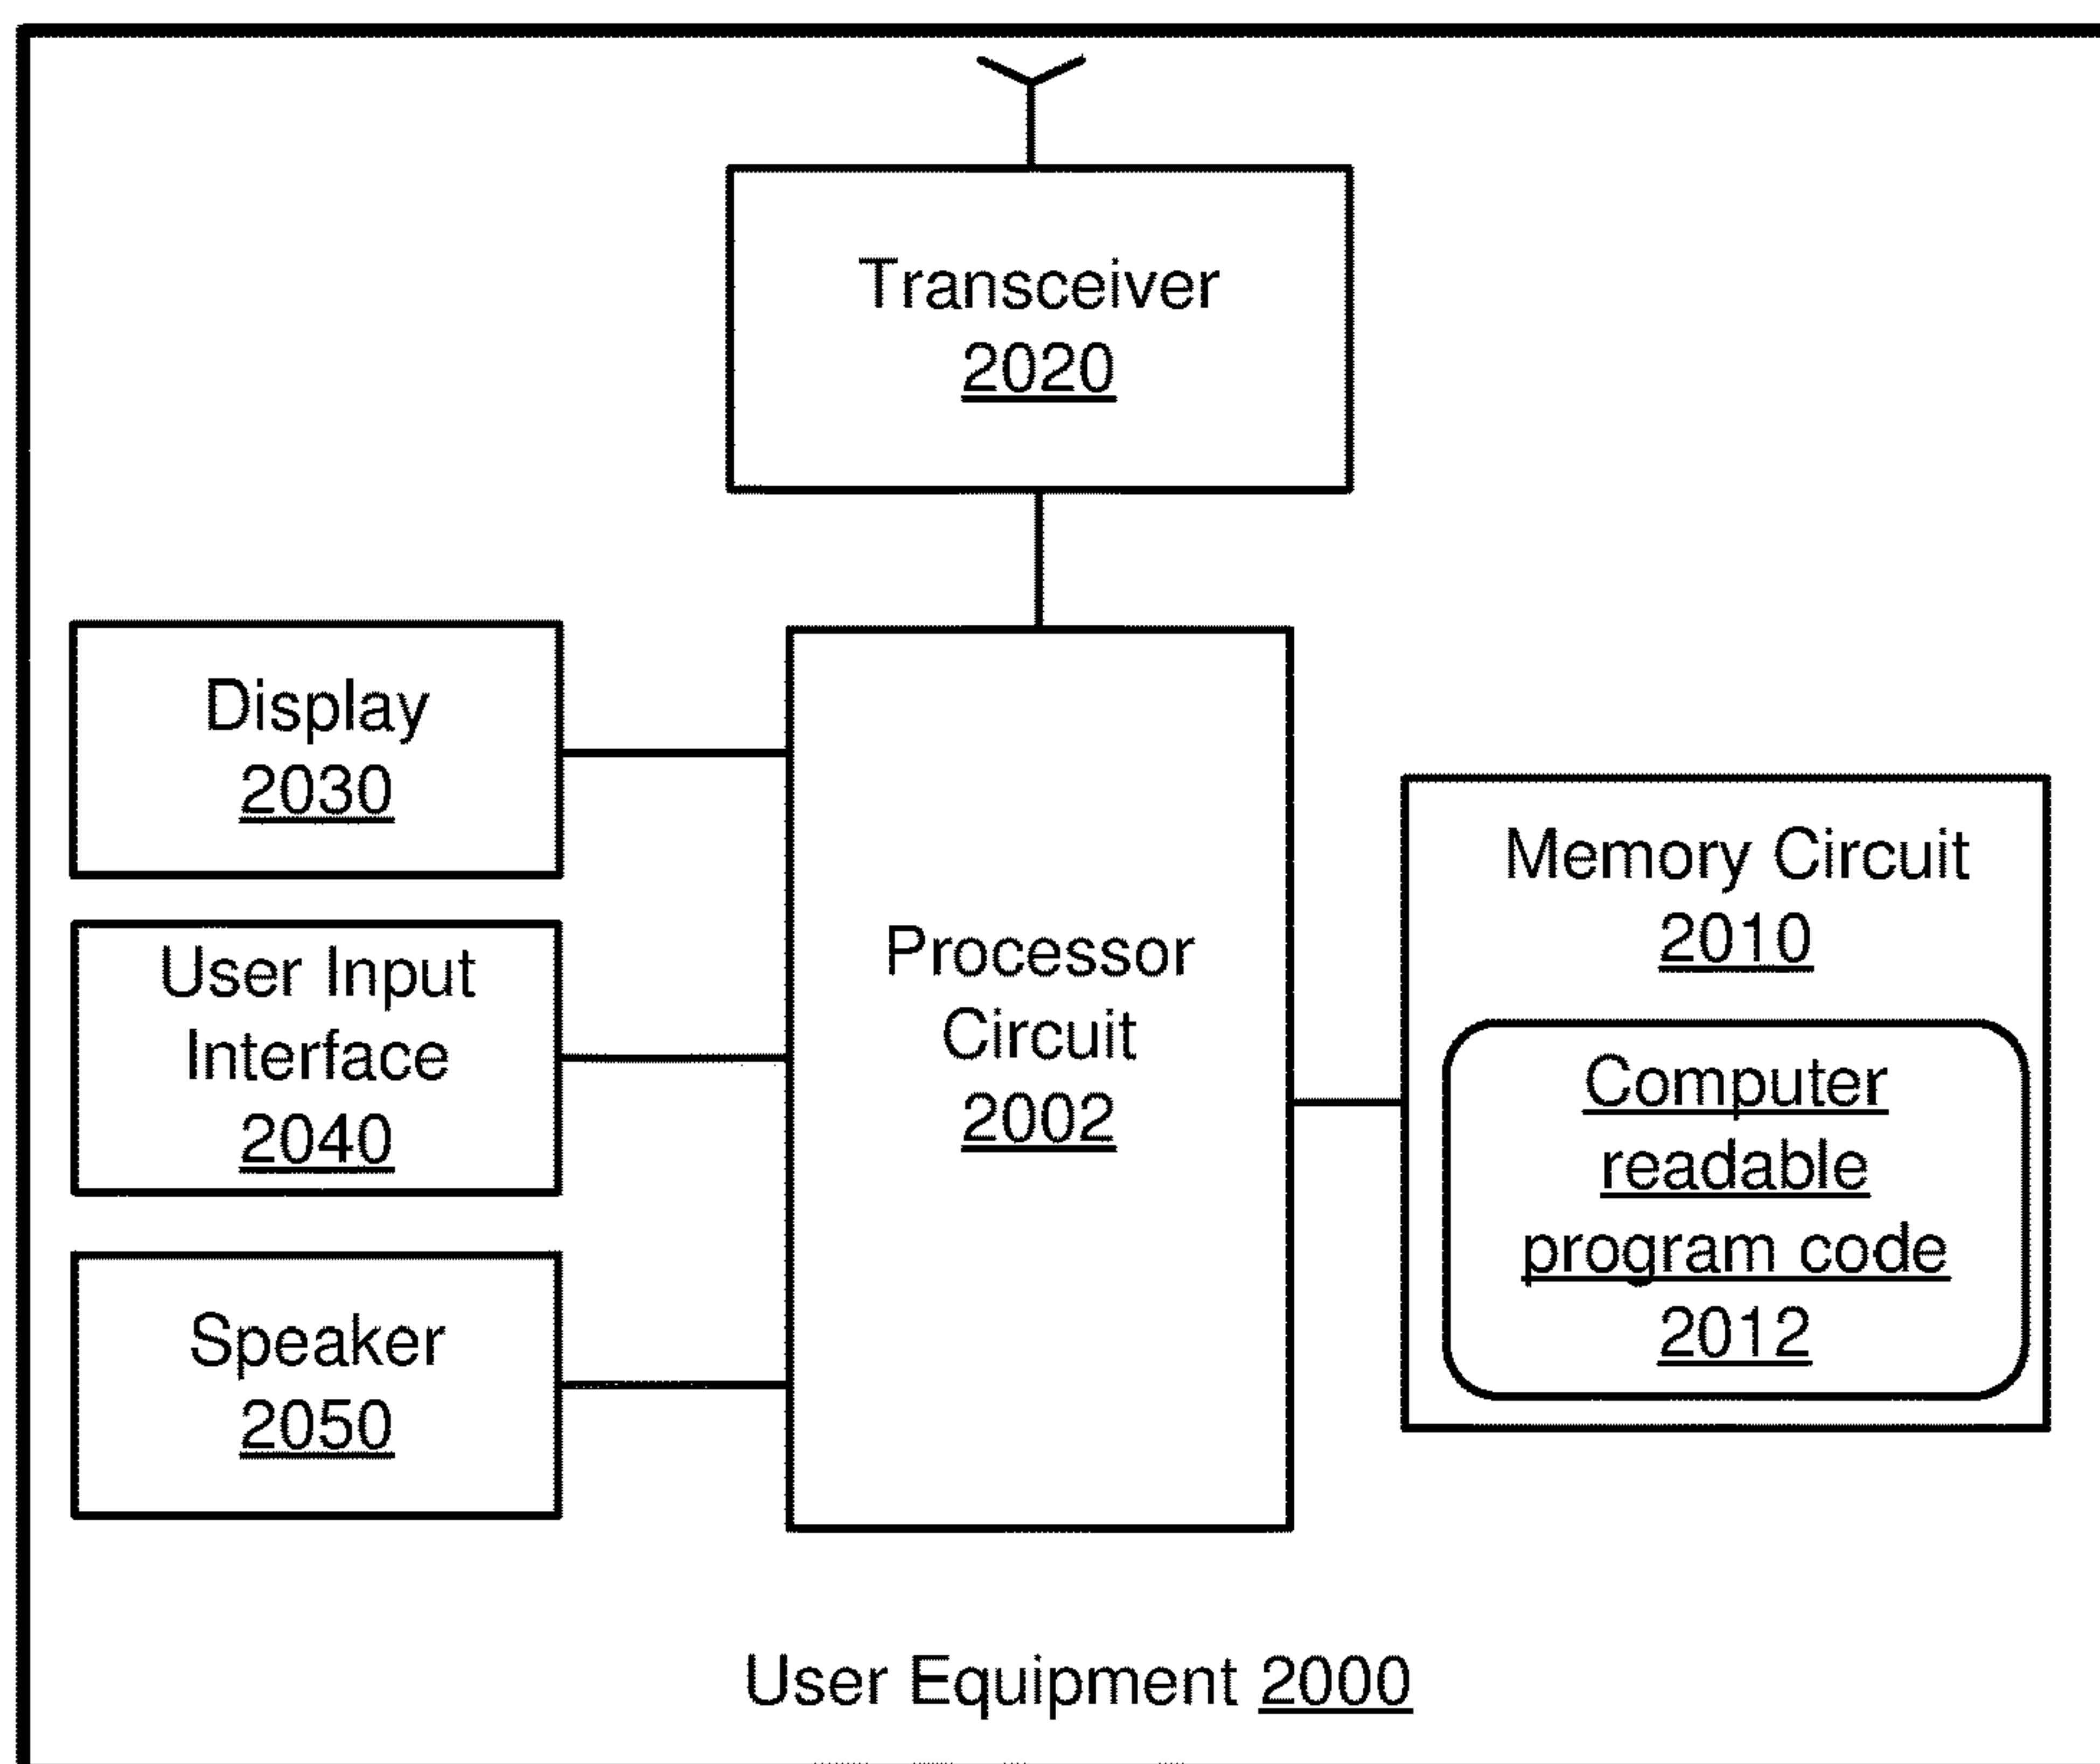 Transceiver
2020
Display
2030
User Input
Interface
2040
Speaker
2050
Processor
Circuit
2002
Memory Circuit
2010
Computer
readable
program code
2012
User Equipment 2000